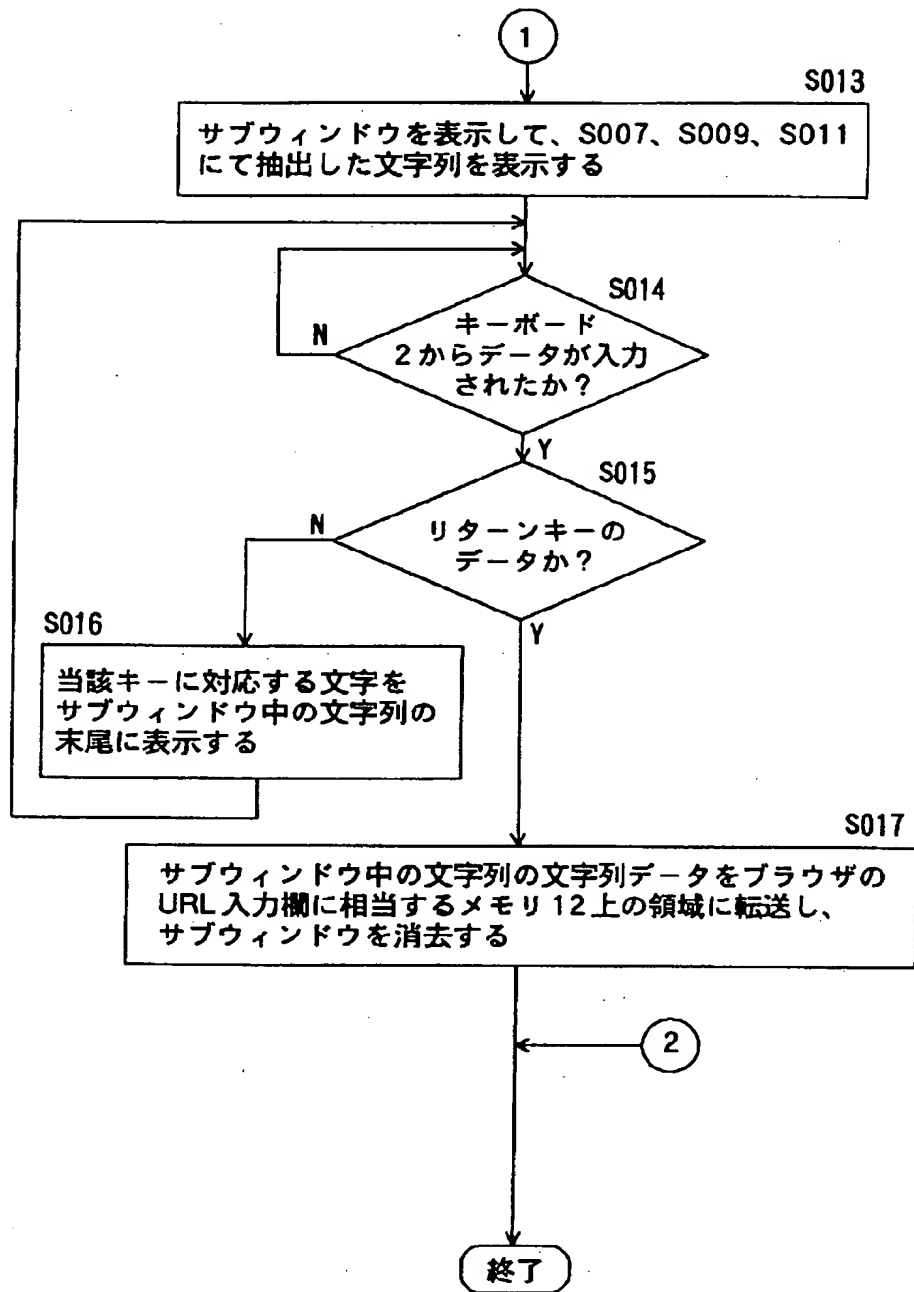 1
S013
サブウィンドウを表示して、S007、S009、S011
にて抽出した文字列を表示する
S014
キーボード
2からデータが入力
されたか?
N
Y
S015
リターンキーの
データか?
N
Y
S016
当該キーに対応する文字を
サブウィンドウ中の文字列の
末尾に表示する
S017
サブウィンドウ中の文字列の文字列データをブラウザの
URL入力欄に相当するメモリ12上の領域に転送し、
サブウィンドウを消去する
2
終了